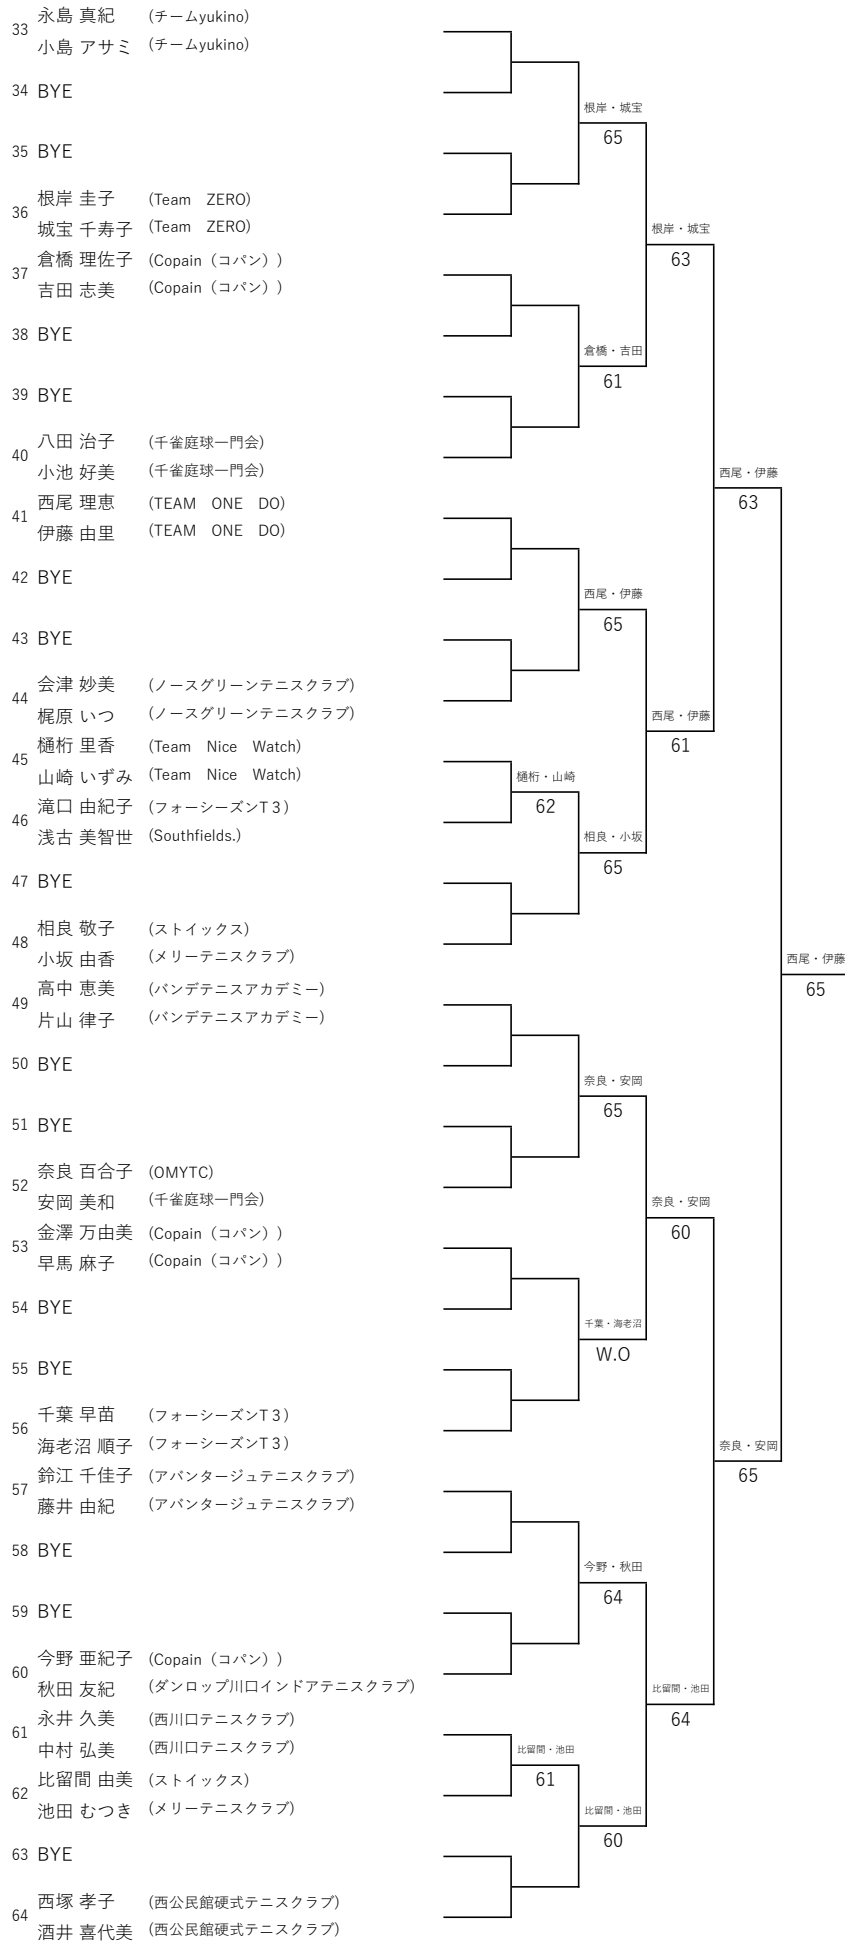 33
永島 真紀 (チームyukino)
小島 アサミ (チームyukino)
34 BYE
35 BYE
36
根岸 圭子 (Team　ZERO)
城宝 千寿子 (Team　ZERO)
37
倉橋 理佐子 (Copain（コパン）)
吉田 志美 (Copain（コパン）)
38 BYE
39 BYE
40
八田 治子 (千雀庭球一門会)
小池 好美 (千雀庭球一門会)
41
西尾 理恵 (TEAM　ONE　DO)
伊藤 由里 (TEAM　ONE　DO)
42 BYE
43 BYE
44
会津 妙美 (ノースグリーンテニスクラブ)
梶原 いつ (ノースグリーンテニスクラブ)
45
樋桁 里香 (Team　Nice　Watch)
山崎 いずみ (Team　Nice　Watch)
46
滝口 由紀子 (フォーシーズンT３)
浅古 美智世 (Southfields.)
47 BYE
48
相良 敬子 (ストイックス)
小坂 由香 (メリーテニスクラブ)
49
高中 恵美 (バンデテニスアカデミー)
片山 律子 (バンデテニスアカデミー)
50 BYE
51 BYE
52
奈良 百合子 (OMYTC)
安岡 美和 (千雀庭球一門会)
53
金澤 万由美 (Copain（コパン）)
早馬 麻子 (Copain（コパン）)
54 BYE
55 BYE
56
千葉 早苗 (フォーシーズンT３)
海老沼 順子 (フォーシーズンT３)
57
鈴江 千佳子 (アバンタージュテニスクラブ)
藤井 由紀 (アバンタージュテニスクラブ)
58 BYE
59 BYE
60
今野 亜紀子 (Copain（コパン）)
秋田 友紀 (ダンロップ川口インドアテニスクラブ)
61
永井 久美 (西川口テニスクラブ)
中村 弘美 (西川口テニスクラブ)
62
比留間 由美 (ストイックス)
池田 むつき (メリーテニスクラブ)
63 BYE
64
西塚 孝子 (西公民館硬式テニスクラブ)
酒井 喜代美 (西公民館硬式テニスクラブ)
樋桁・山崎
62
比留間・池田
61
根岸・城宝
65
倉橋・吉田
61
西尾・伊藤
65
相良・小坂
65
奈良・安岡
65
千葉・海老沼
W.O
今野・秋田
64
比留間・池田
60
根岸・城宝
63
西尾・伊藤
61
奈良・安岡
60
比留間・池田
64
西尾・伊藤
63
奈良・安岡
65
西尾・伊藤
65